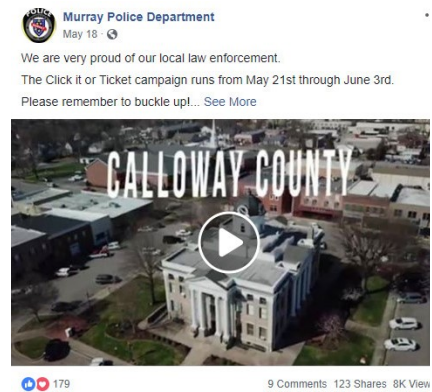 Murray Police Department
May 18
We are very proud of our local law enforcement.
The Click it or Ticket campaign runs from May 21st through June 3rd.
Please remember to buckle up!... See More
CALLOWAY COUNTY
179
9 Comments 123 Shares 8K View